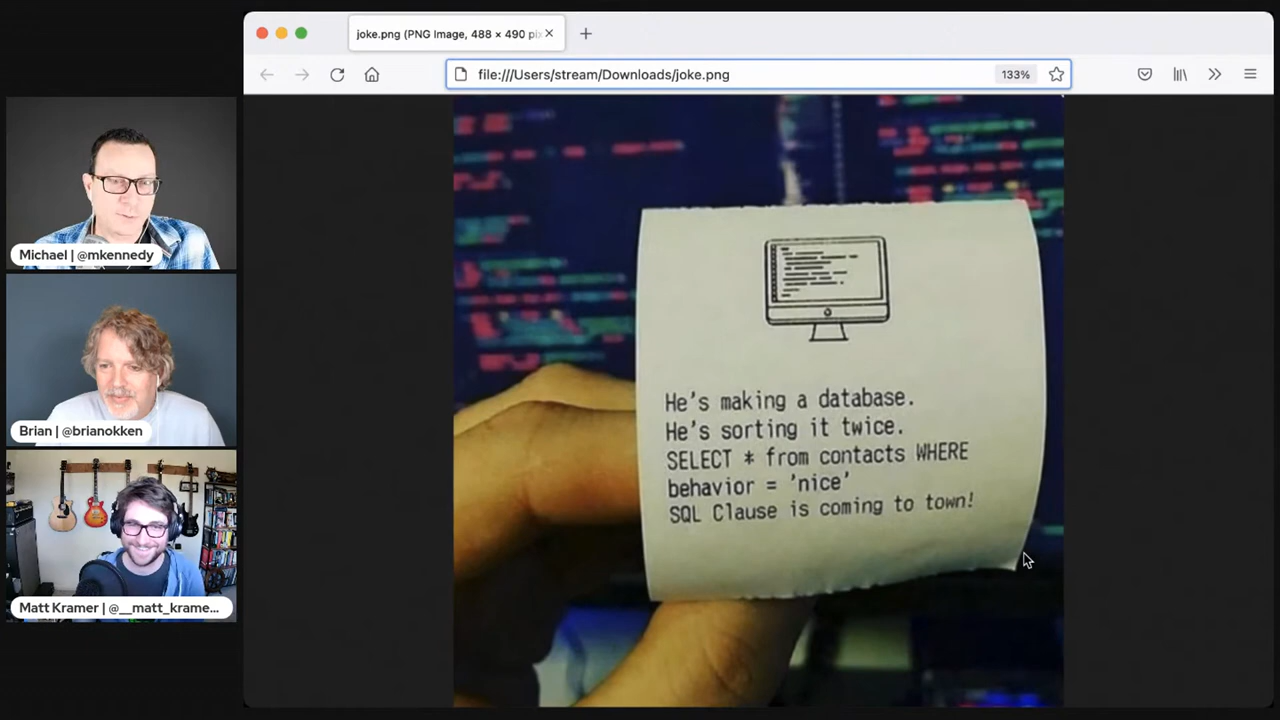 joke.png (PNG Image, 488 × 490 pi
file:///Users/stream/Downloads/joke.png
133%
Michael | @mkennedy
Brian | @brianokken
Matt Kramer | @__matt_krame...
He's making a database.
He's sorting it twice.
SELECT * from contacts WHERE
behavior = 'nice'
SQL Clause is coming to town!